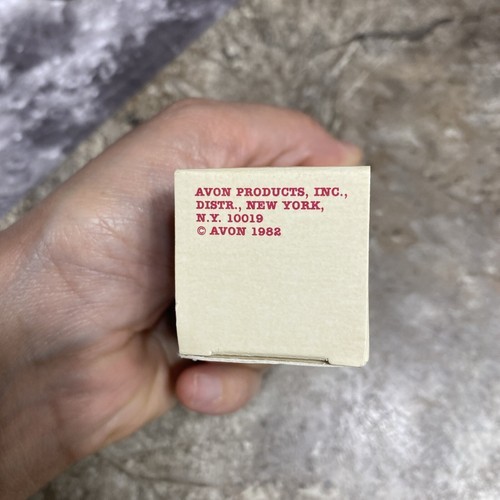 AVON PRODUCTS, INC.,
DISTR., NEW YORK,
N.Y. 10019
© AVON 1982